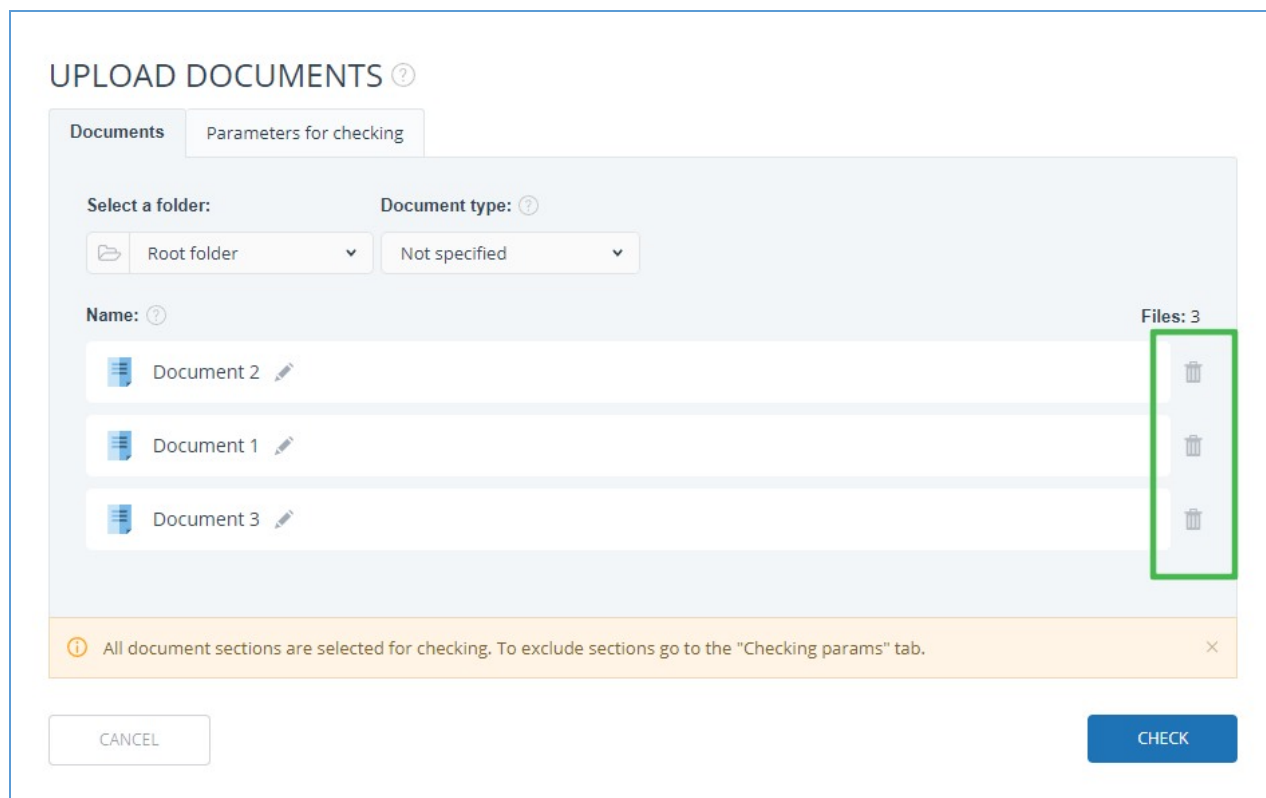 UPLOAD DOCUMENTS ?
Documents Parameters for checking
Select a folder: Document type: ?
Root folder Not specified
Name: ? Files: 3
Document 2
Document 1
Document 3
All document sections are selected for checking. To exclude sections go to the "Checking params" tab.
CANCEL CHECK